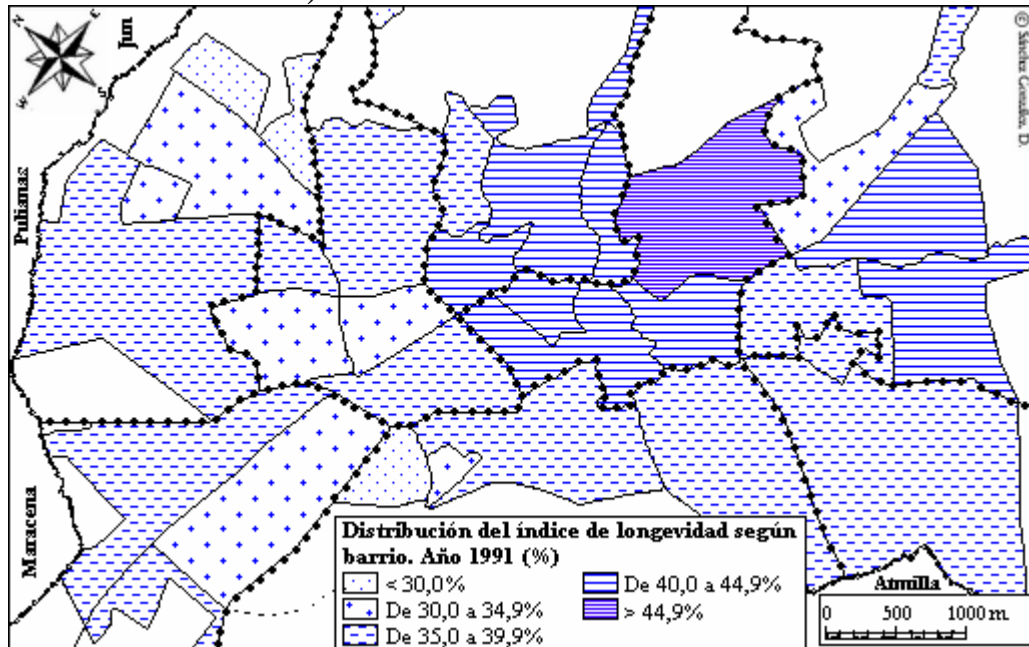 N
E
S
W
Jun
© Sánchez González, D.
Pulianas
Maracena
Distribución del índice de longevidad según
barrio. Año 1991 (%)
< 30,0%
De 30,0 a 34,9%
De 35,0 a 39,9%
De 40,0 a 44,9%
> 44,9%
Armilla
0 500 1000 m.